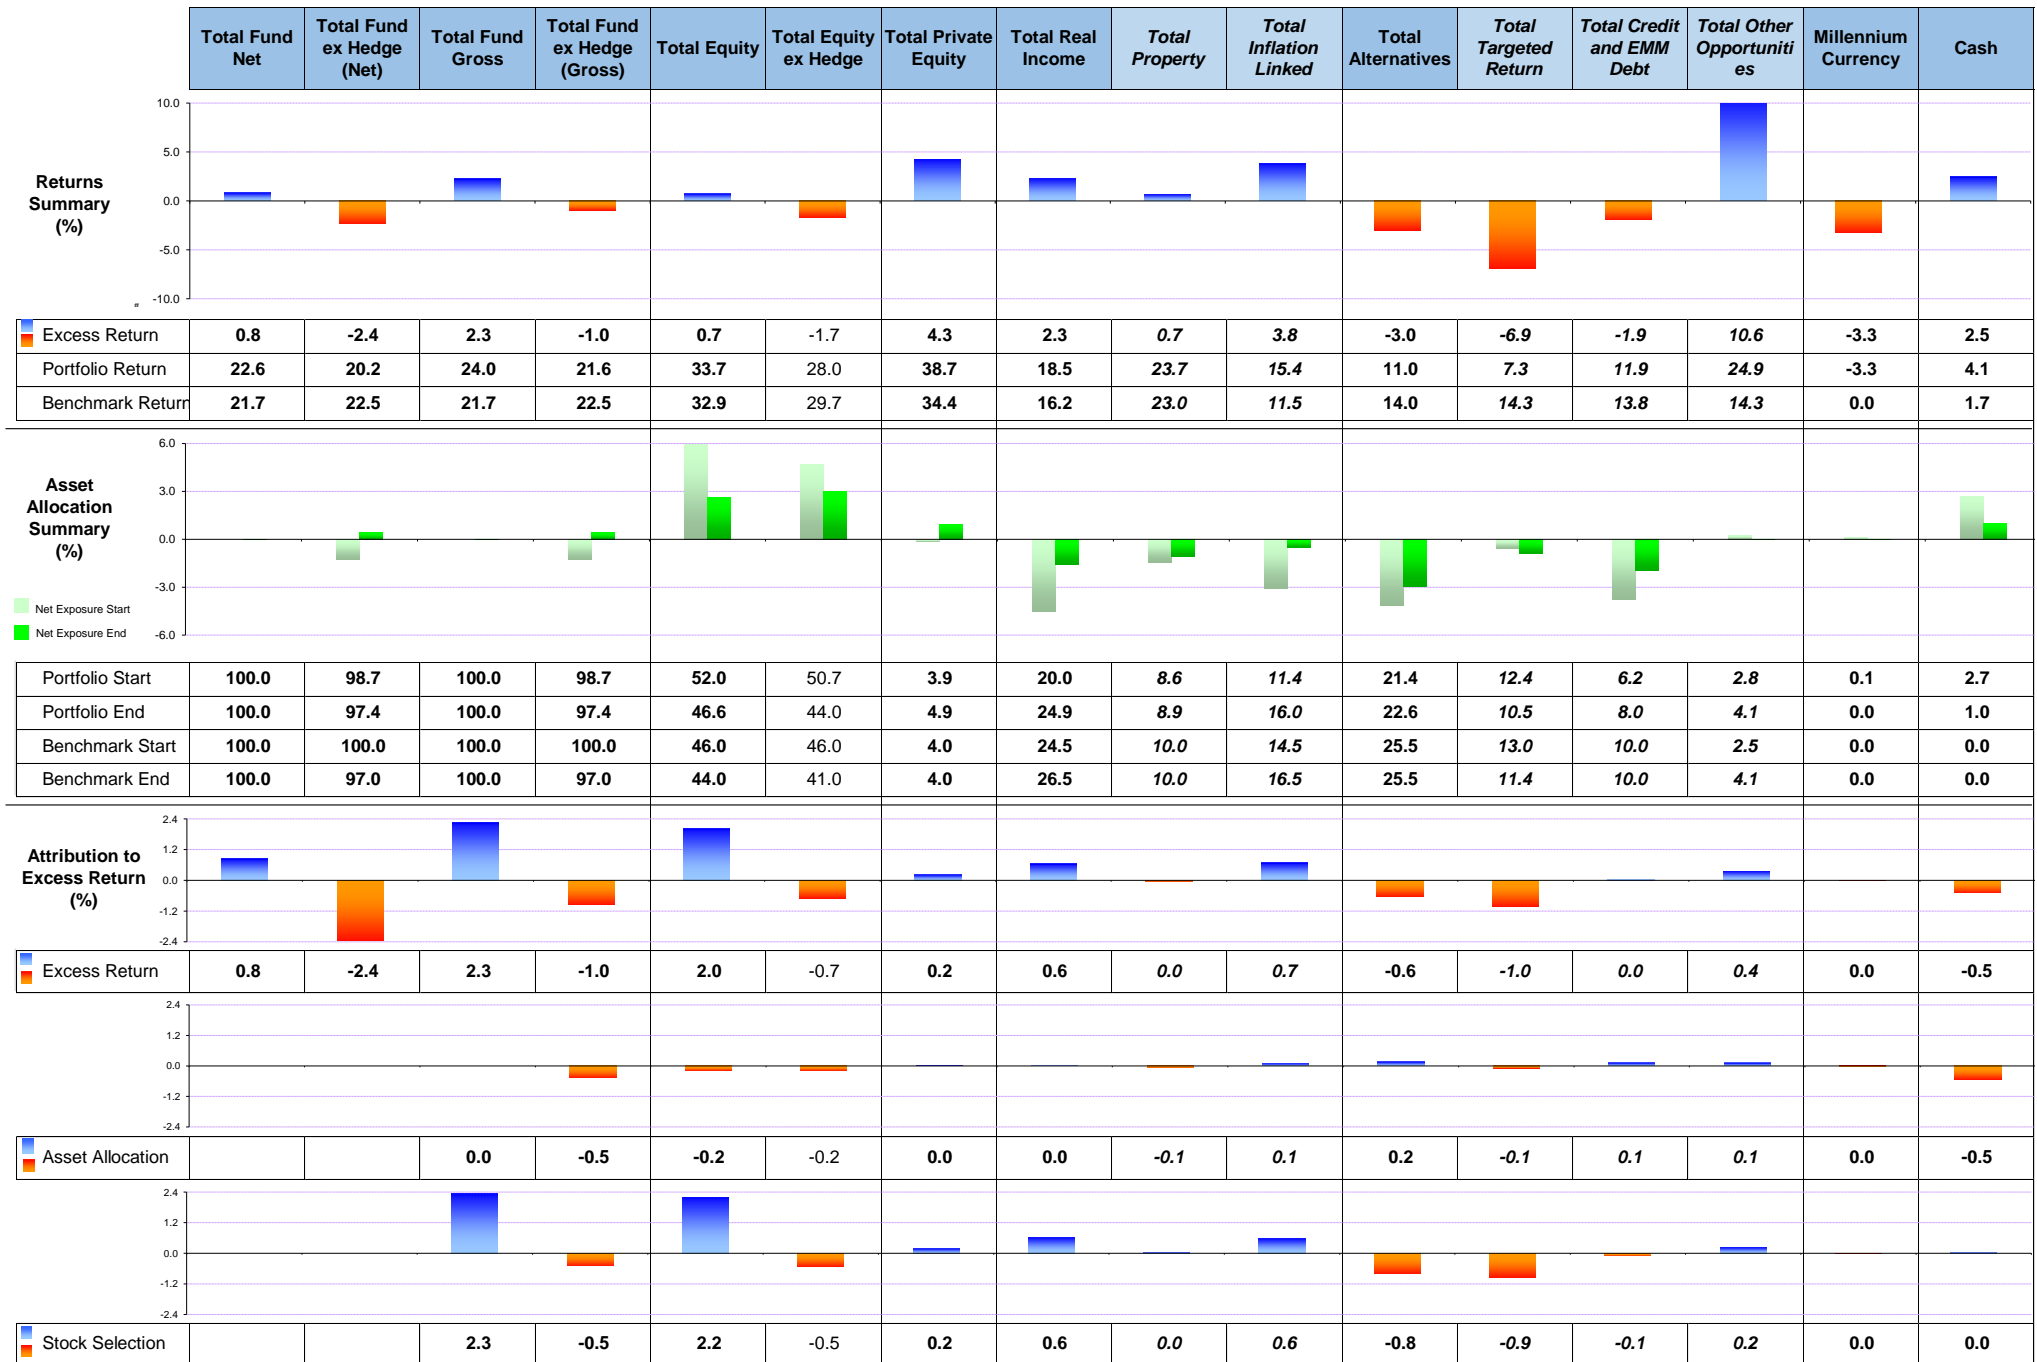 Total Fund Net | Total Fund ex Hedge (Net) | Total Fund Gross | Total Fund ex Hedge (Gross) | Total Equity | Total Equity ex Hedge | Total Private Equity | Total Real Income | Total Property | Total Inflation Linked | Total Alternatives | Total Targeted Return | Total Credit and EMM Debt | Total Other Opportunities | Millennium Currency | Cash
Returns Summary (%)
10.0
5.0
0.0
-5.0
-10.0
Excess Return 0.8 -2.4 2.3 -1.0 0.7 -1.7 4.3 2.3 0.7 3.8 -3.0 -6.9 -1.9 10.6 -3.3 2.5
Portfolio Return 22.6 20.2 24.0 21.6 33.7 28.0 38.7 18.5 23.7 15.4 11.0 7.3 11.9 24.9 -3.3 4.1
Benchmark Return 21.7 22.5 21.7 22.5 32.9 29.7 34.4 16.2 23.0 11.5 14.0 14.3 13.8 14.3 0.0 1.7
Asset Allocation Summary (%)
6.0
3.0
0.0
-3.0
-6.0
Net Exposure Start
Net Exposure End
Portfolio Start 100.0 98.7 100.0 98.7 52.0 50.7 3.9 20.0 8.6 11.4 21.4 12.4 6.2 2.8 0.1 2.7
Portfolio End 100.0 97.4 100.0 97.4 46.6 44.0 4.9 24.9 8.9 16.0 22.6 10.5 8.0 4.1 0.0 1.0
Benchmark Start 100.0 100.0 100.0 100.0 46.0 46.0 4.0 24.5 10.0 14.5 25.5 13.0 10.0 2.5 0.0 0.0
Benchmark End 100.0 97.0 100.0 97.0 44.0 41.0 4.0 26.5 10.0 16.5 25.5 11.4 10.0 4.1 0.0 0.0
Attribution to Excess Return (%)
2.4
1.2
0.0
-1.2
-2.4
Excess Return 0.8 -2.4 2.3 -1.0 2.0 -0.7 0.2 0.6 0.0 0.7 -0.6 -1.0 0.0 0.4 0.0 -0.5
2.4
1.2
0.0
-1.2
-2.4
Asset Allocation 0.0 -0.5 -0.2 -0.2 0.0 0.0 -0.1 0.1 0.2 -0.1 0.1 0.1 0.0 -0.5
2.4
1.2
0.0
-1.2
-2.4
Stock Selection 2.3 -0.5 2.2 -0.5 0.2 0.6 0.0 0.6 -0.8 -0.9 -0.1 0.2 0.0 0.0